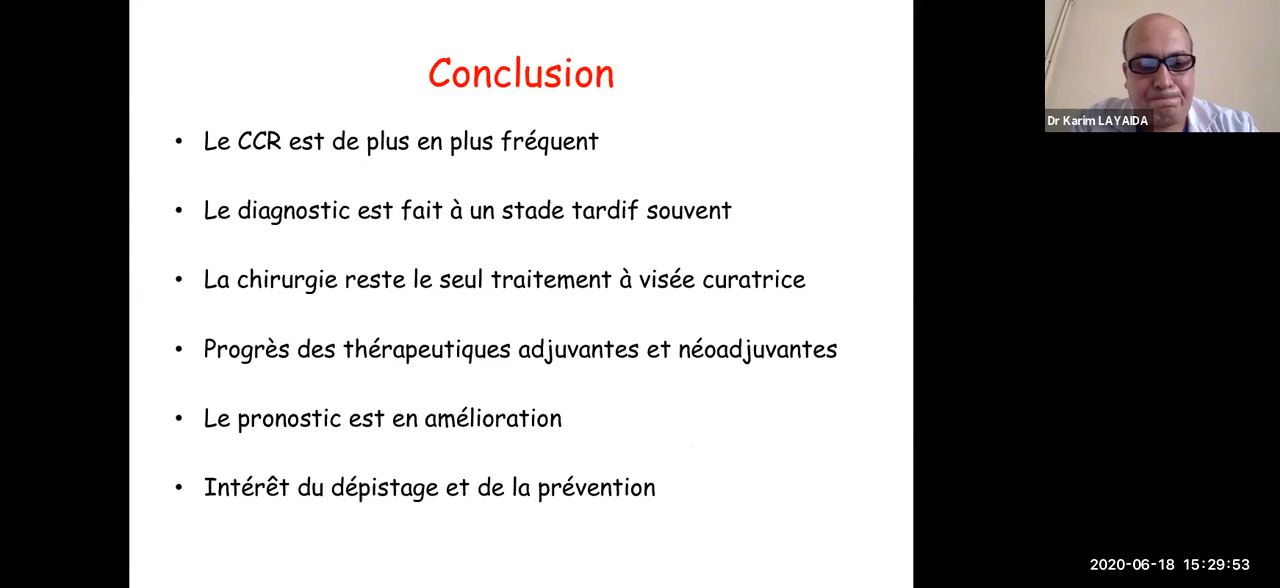 Conclusion
• Le CCR est de plus en plus fréquent
• Le diagnostic est fait à un stade tardif souvent
• La chirurgie reste le seul traitement à visée curatrice
• Progrès des thérapeutiques adjuvantes et néoadjuvantes
• Le pronostic est en amélioration
• Intérêt du dépistage et de la prévention
Dr Karim LAYAIDA
2020-06-18 15:29:53